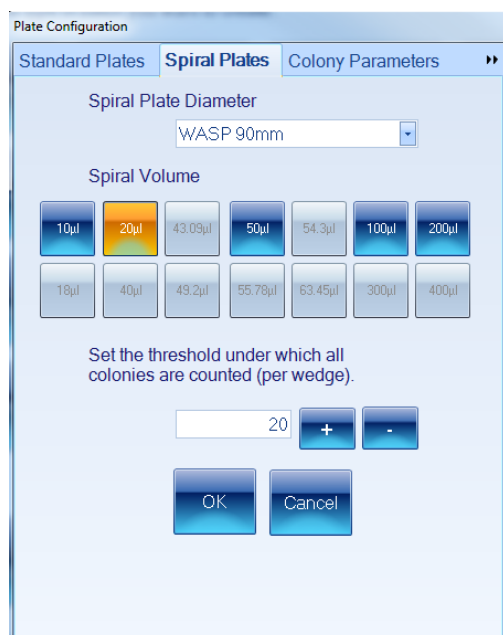 Plate Configuration
Standard Plates Spiral Plates Colony Parameters
Spiral Plate Diameter
WASP 90mm
Spiral Volume
10µl 20µl 43.09µl 50µl 54.3µl 100µl 200µl
18µl 40µl 49.2µl 55.78µl 63.45µl 300µl 400µl
Set the threshold under which all
colonies are counted (per wedge).
20 + -
OK Cancel